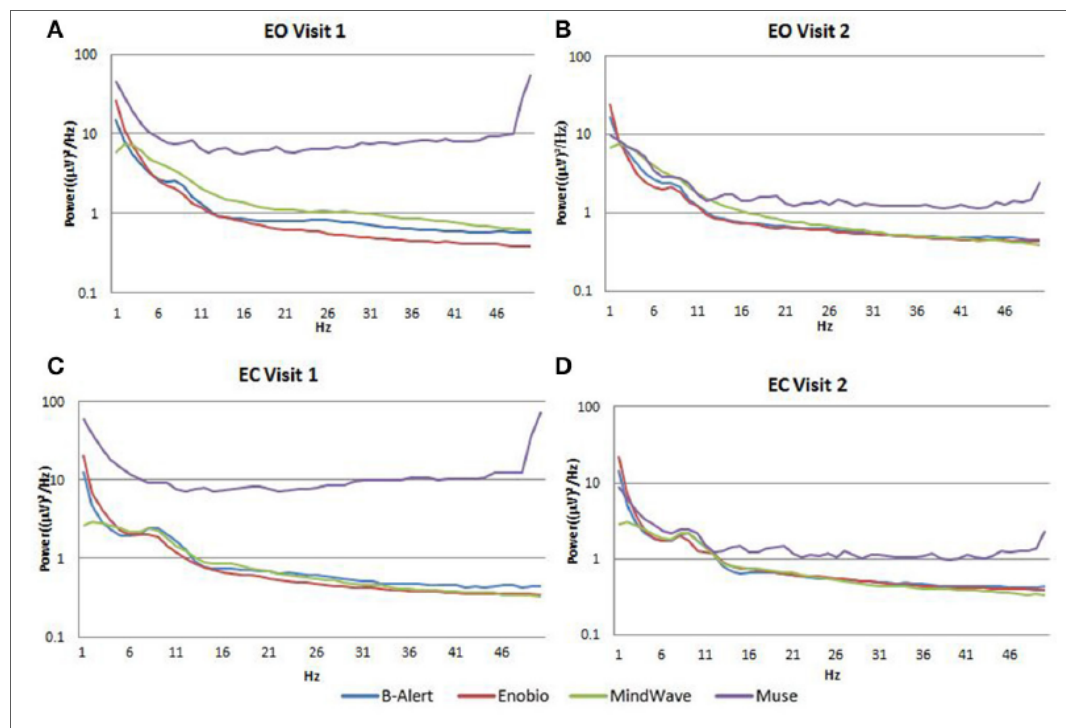 A
EO Visit 1
100
10
1
0.1
Power((µV)²/Hz)
1 6 11 16 21 26 31 36 41 46
Hz
B
EO Visit 2
100
10
1
0.1
Power((µV)²/Hz)
1 6 11 16 21 26 31 36 41 46
Hz
C
EC Visit 1
100
10
1
0.1
Power((µV)²/Hz)
1 6 11 16 21 26 31 36 41 46
Hz
D
EC Visit 2
100
10
1
0.1
Power((µV)²/Hz)
1 6 11 16 21 26 31 36 41 46
Hz
B-Alert Enobio MindWave Muse